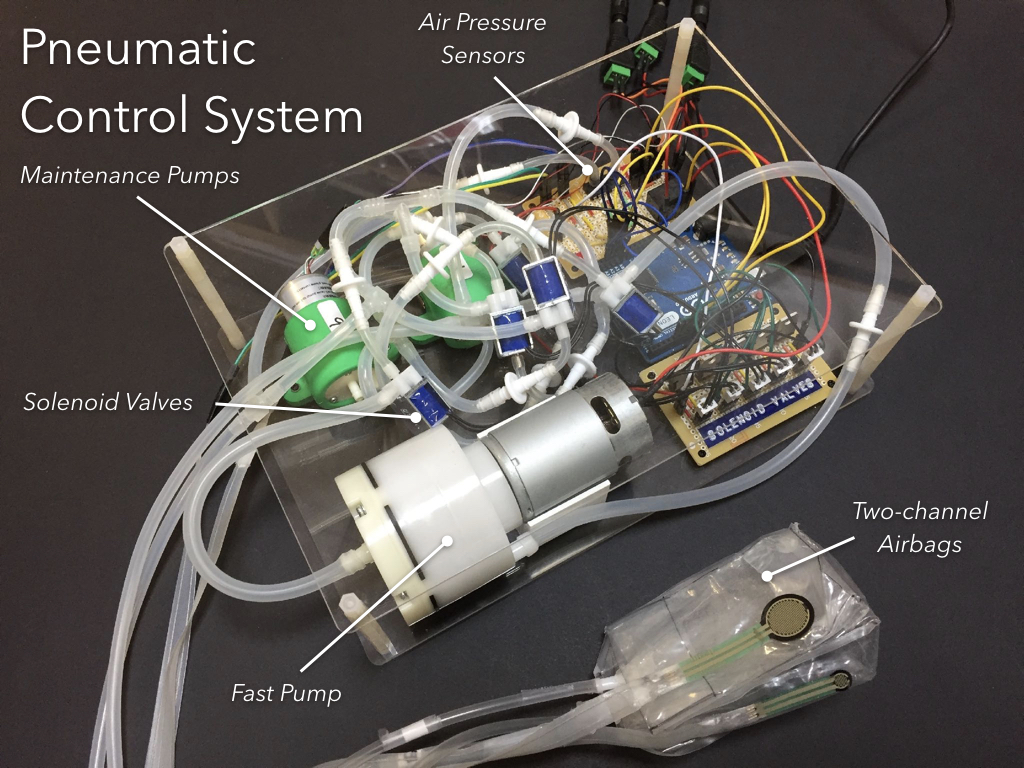 Pneumatic
Control System
Air Pressure
Sensors
Maintenance Pumps
Solenoid Valves
SOLENOID VALVES
Two-channel
Airbags
Fast Pump